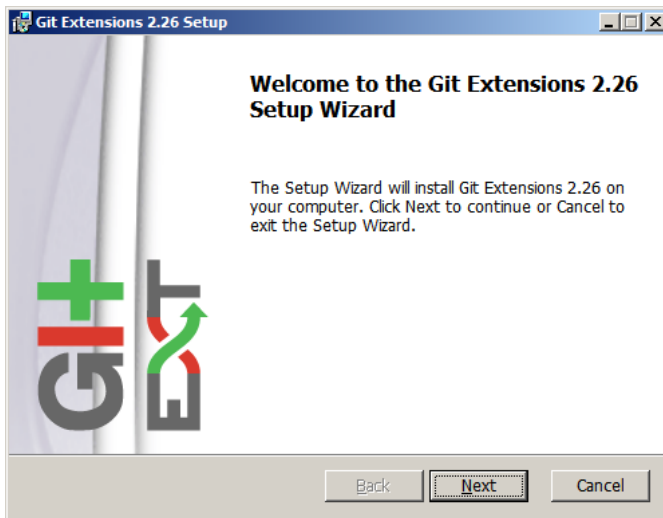 Git Extensions 2.26 Setup
Welcome to the Git Extensions 2.26
Setup Wizard
The Setup Wizard will install Git Extensions 2.26 on
your computer. Click Next to continue or Cancel to
exit the Setup Wizard.
GIT
EXT
Back
Next
Cancel